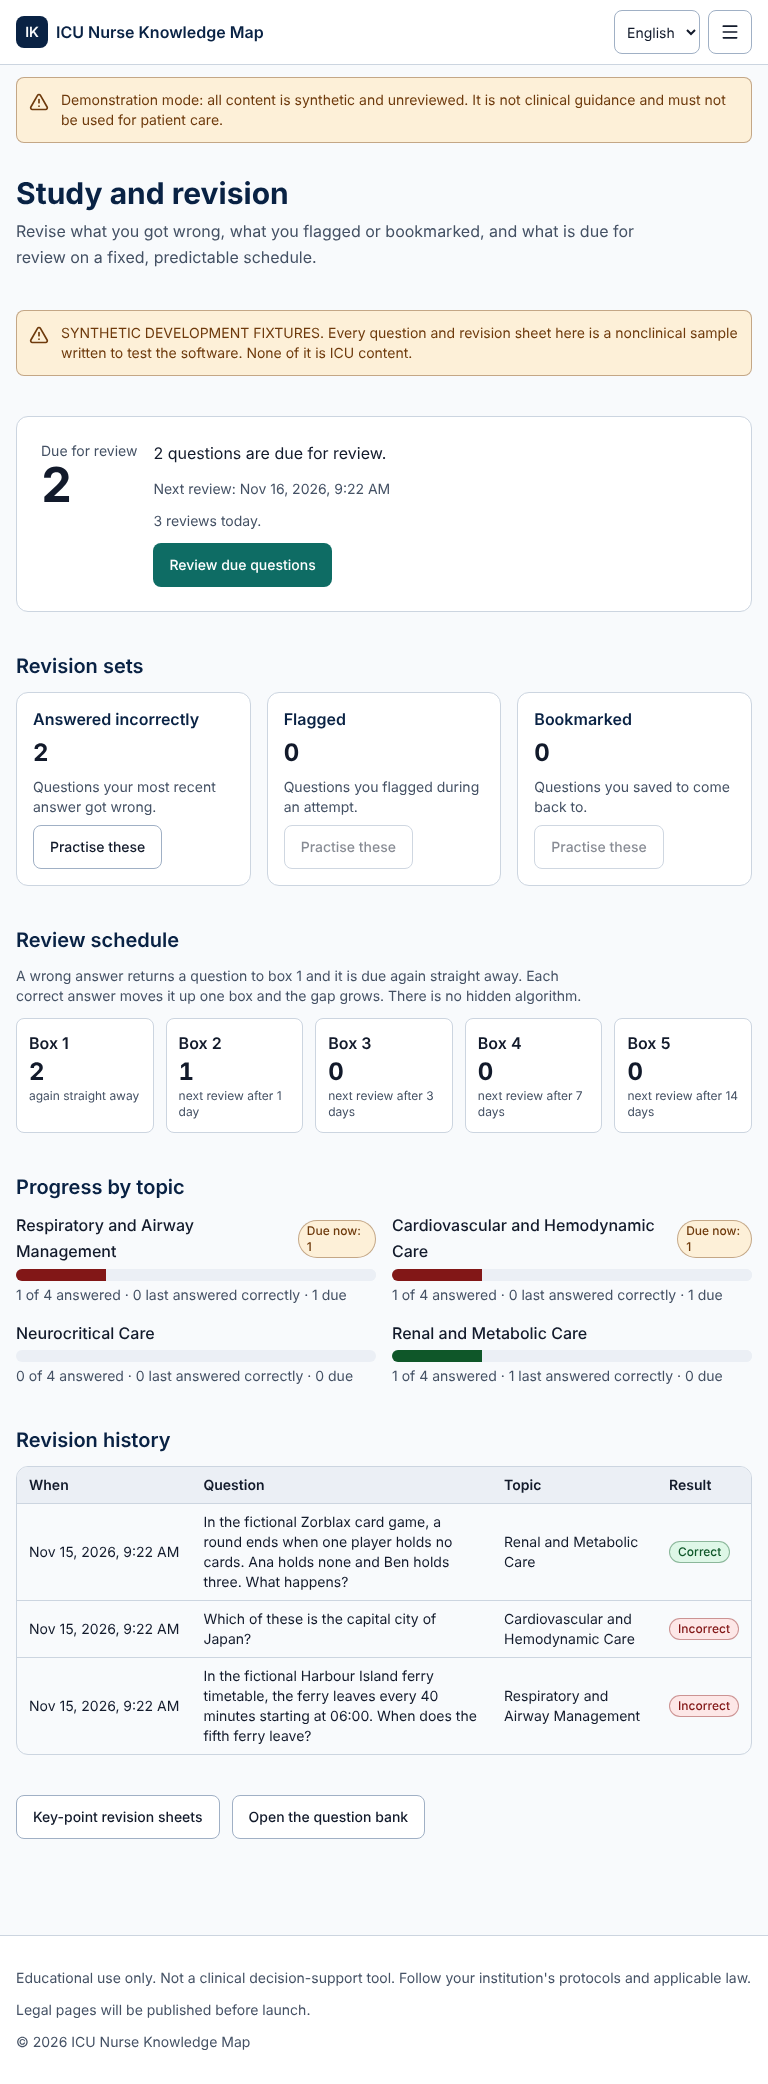 IK ICU Nurse Knowledge Map English
Demonstration mode: all content is synthetic and unreviewed. It is not clinical guidance and must not
be used for patient care.
Study and revision
Revise what you got wrong, what you flagged or bookmarked, and what is due for
review on a fixed, predictable schedule.
SYNTHETIC DEVELOPMENT FIXTURES. Every question and revision sheet here is a nonclinical sample
written to test the software. None of it is ICU content.
Due for review
2
2 questions are due for review.
Next review: Nov 16, 2026, 9:22 AM
3 reviews today.
Review due questions
Revision sets
Answered incorrectly
2
Questions your most recent
answer got wrong.
Practise these
Flagged
0
Questions you flagged during
an attempt.
Practise these
Bookmarked
0
Questions you saved to come
back to.
Practise these
Review schedule
A wrong answer returns a question to box 1 and it is due again straight away. Each
correct answer moves it up one box and the gap grows. There is no hidden algorithm.
Box 1
2
again straight away
Box 2
1
next review after 1
day
Box 3
0
next review after 3
days
Box 4
0
next review after 7
days
Box 5
0
next review after 14
days
Progress by topic
Respiratory and Airway
Management
Due now:
1
1 of 4 answered · 0 last answered correctly · 1 due
Cardiovascular and Hemodynamic
Care
Due now:
1
1 of 4 answered · 0 last answered correctly · 1 due
Neurocritical Care
0 of 4 answered · 0 last answered correctly · 0 due
Renal and Metabolic Care
1 of 4 answered · 1 last answered correctly · 0 due
Revision history
When Question Topic Result
Nov 15, 2026, 9:22 AM
In the fictional Zorblax card game, a
round ends when one player holds no
cards. Ana holds none and Ben holds
three. What happens?
Renal and Metabolic
Care
Correct
Nov 15, 2026, 9:22 AM
Which of these is the capital city of
Japan?
Cardiovascular and
Hemodynamic Care
Incorrect
Nov 15, 2026, 9:22 AM
In the fictional Harbour Island ferry
timetable, the ferry leaves every 40
minutes starting at 06:00. When does the
fifth ferry leave?
Respiratory and
Airway Management
Incorrect
Key-point revision sheets
Open the question bank
Educational use only. Not a clinical decision-support tool. Follow your institution's protocols and applicable law.
Legal pages will be published before launch.
© 2026 ICU Nurse Knowledge Map